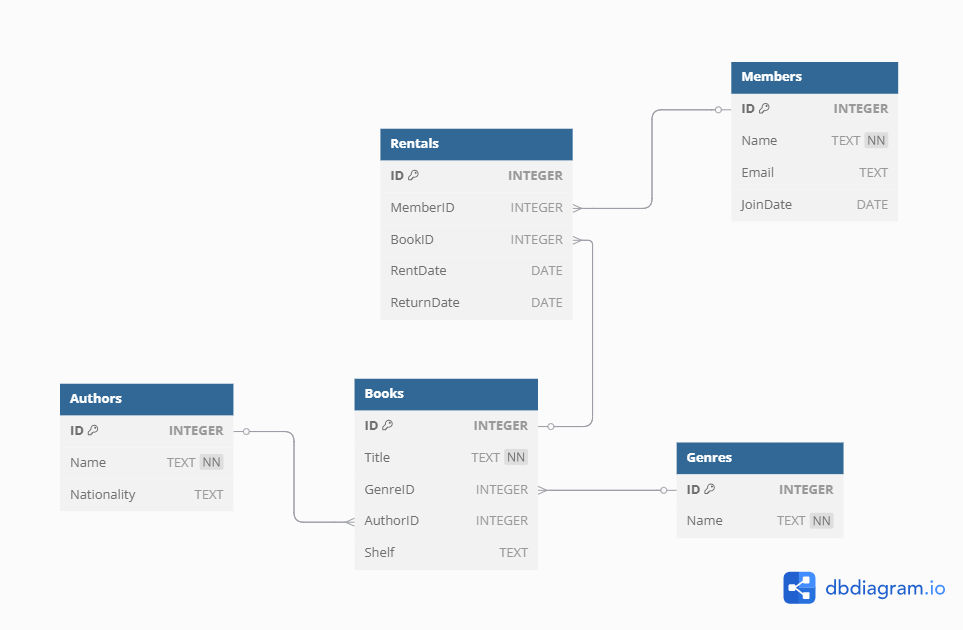 Members
ID INTEGER
Name TEXT NN
Email TEXT
JoinDate DATE
Rentals
ID INTEGER
MemberID INTEGER
BookID INTEGER
RentDate DATE
ReturnDate DATE
Authors
ID INTEGER
Name TEXT NN
Nationality TEXT
Books
ID INTEGER
Title TEXT NN
GenreID INTEGER
AuthorID INTEGER
Shelf TEXT
Genres
ID INTEGER
Name TEXT NN
dbdiagram.io